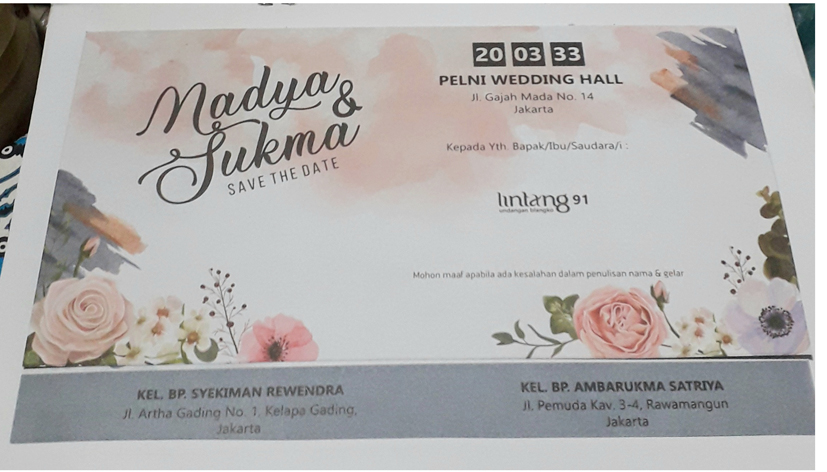 Madya
&
Sukma
SAVE THE DATE
20 03 33
PELNI WEDDING HALL
Jl. Gajah Mada No. 14
Jakarta
Kepada Yth. Bapak/Ibu/Saudara/i :
lintang 91
undangan blangko
Mohon maaf apabila ada kesalahan dalam penulisan nama & gelar
KEL. BP. SYEKIMAN REWENDRA
Jl. Artha Gading No. 1, Kelapa Gading,
Jakarta
KEL. BP. AMBARUKMA SATRIYA
Jl. Pemuda Kav. 3-4, Rawamangun
Jakarta